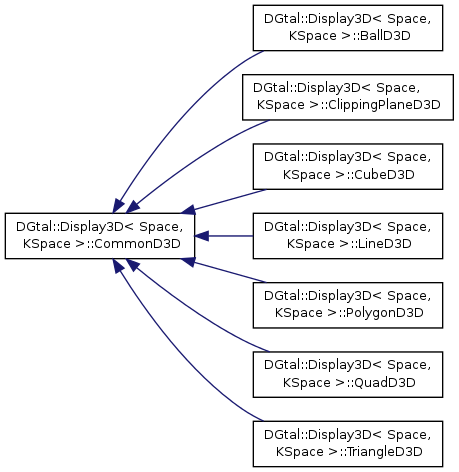 DGtal::Display3D< Space,
KSpace >::BallD3D
DGtal::Display3D< Space,
KSpace >::ClippingPlaneD3D
DGtal::Display3D< Space,
KSpace >::CubeD3D
DGtal::Display3D< Space,
KSpace >::CommonD3D
DGtal::Display3D< Space,
KSpace >::LineD3D
DGtal::Display3D< Space,
KSpace >::PolygonD3D
DGtal::Display3D< Space,
KSpace >::QuadD3D
DGtal::Display3D< Space,
KSpace >::TriangleD3D